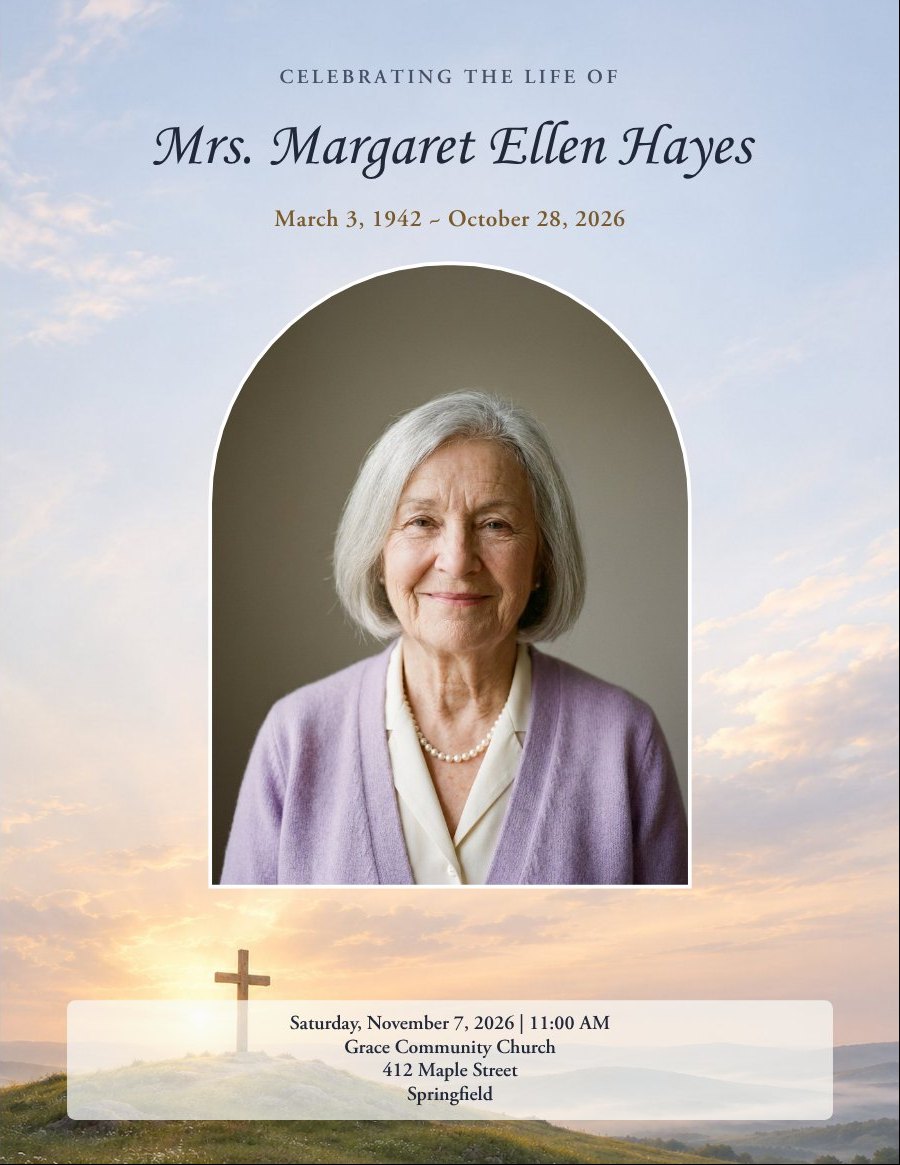 CELEBRATING THE LIFE OF
Mrs. Margaret Ellen Hayes
March 3, 1942 ~ October 28, 2026
Saturday, November 7, 2026 | 11:00 AM
Grace Community Church
412 Maple Street
Springfield